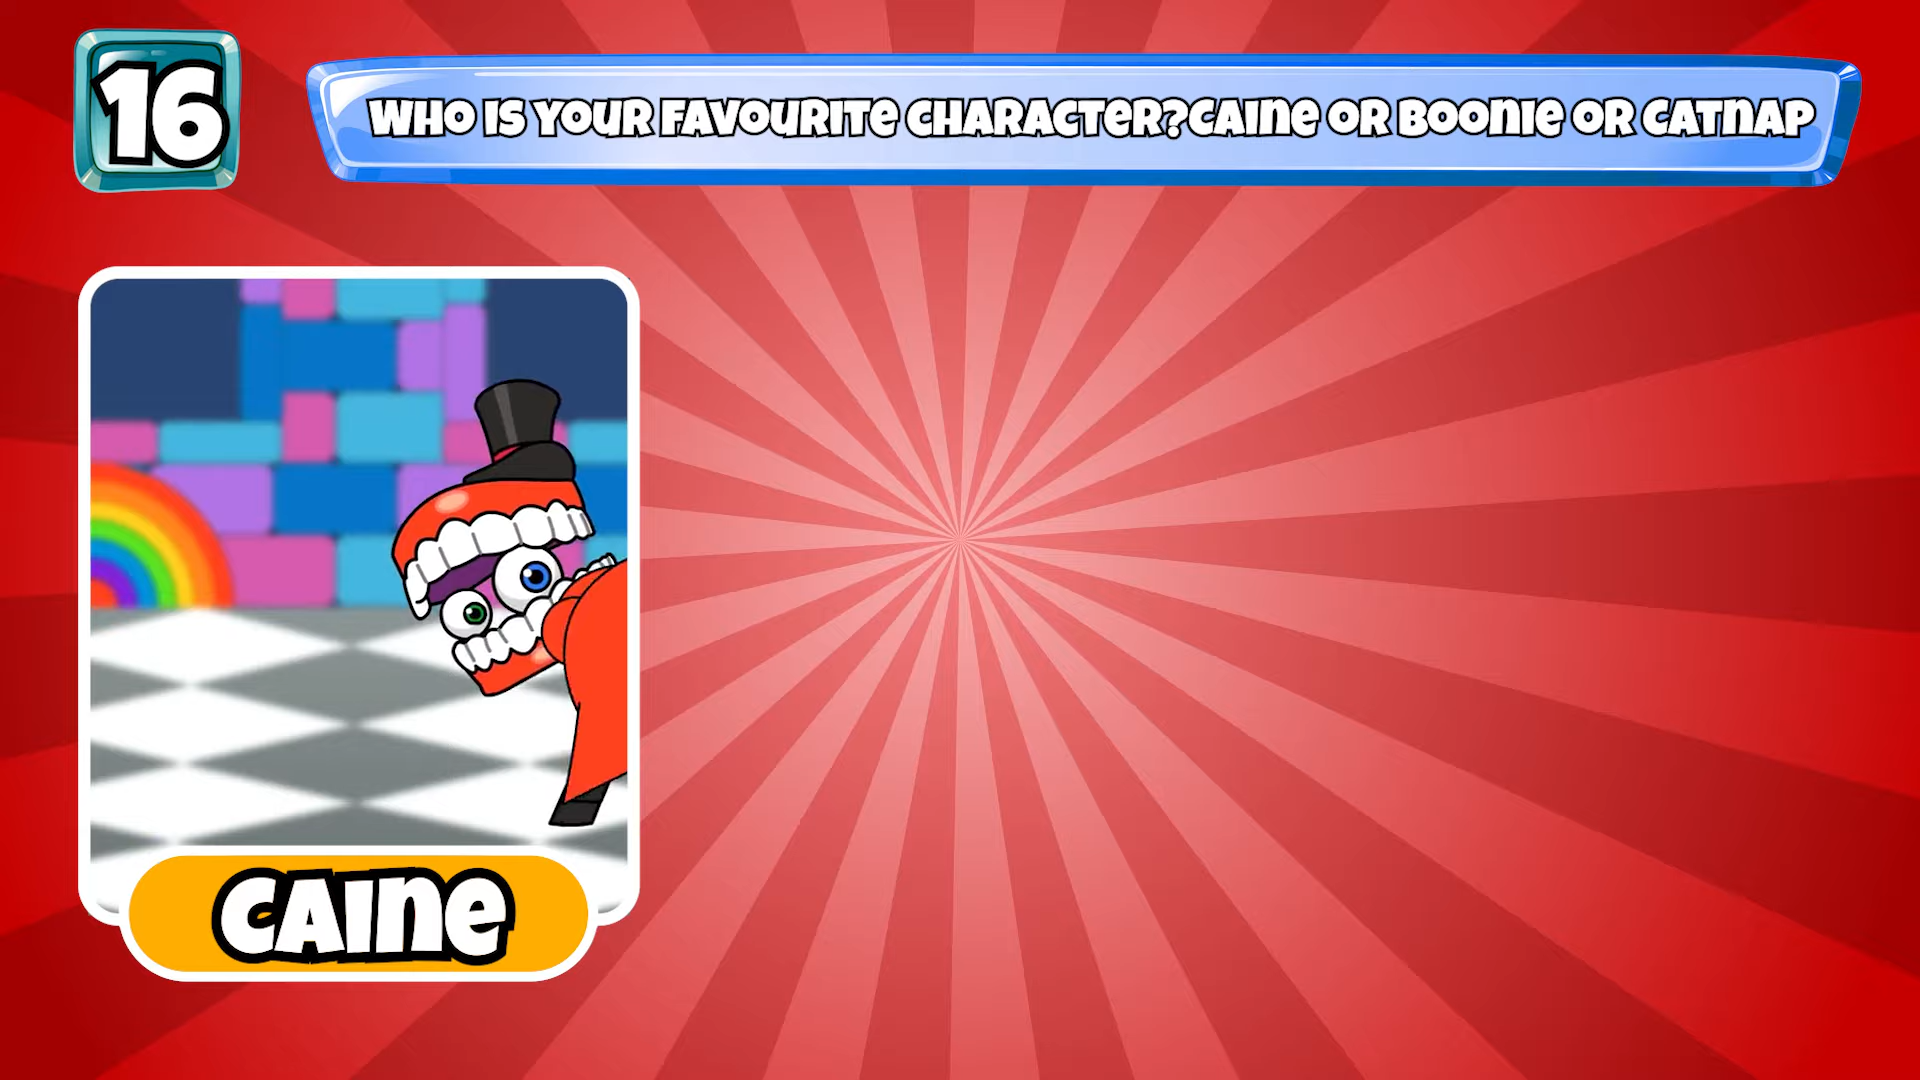 16
WHO IS YOUR FAVOURITE CHARACTER?CAINE OR BOONIE OR CATNAP
CAINE